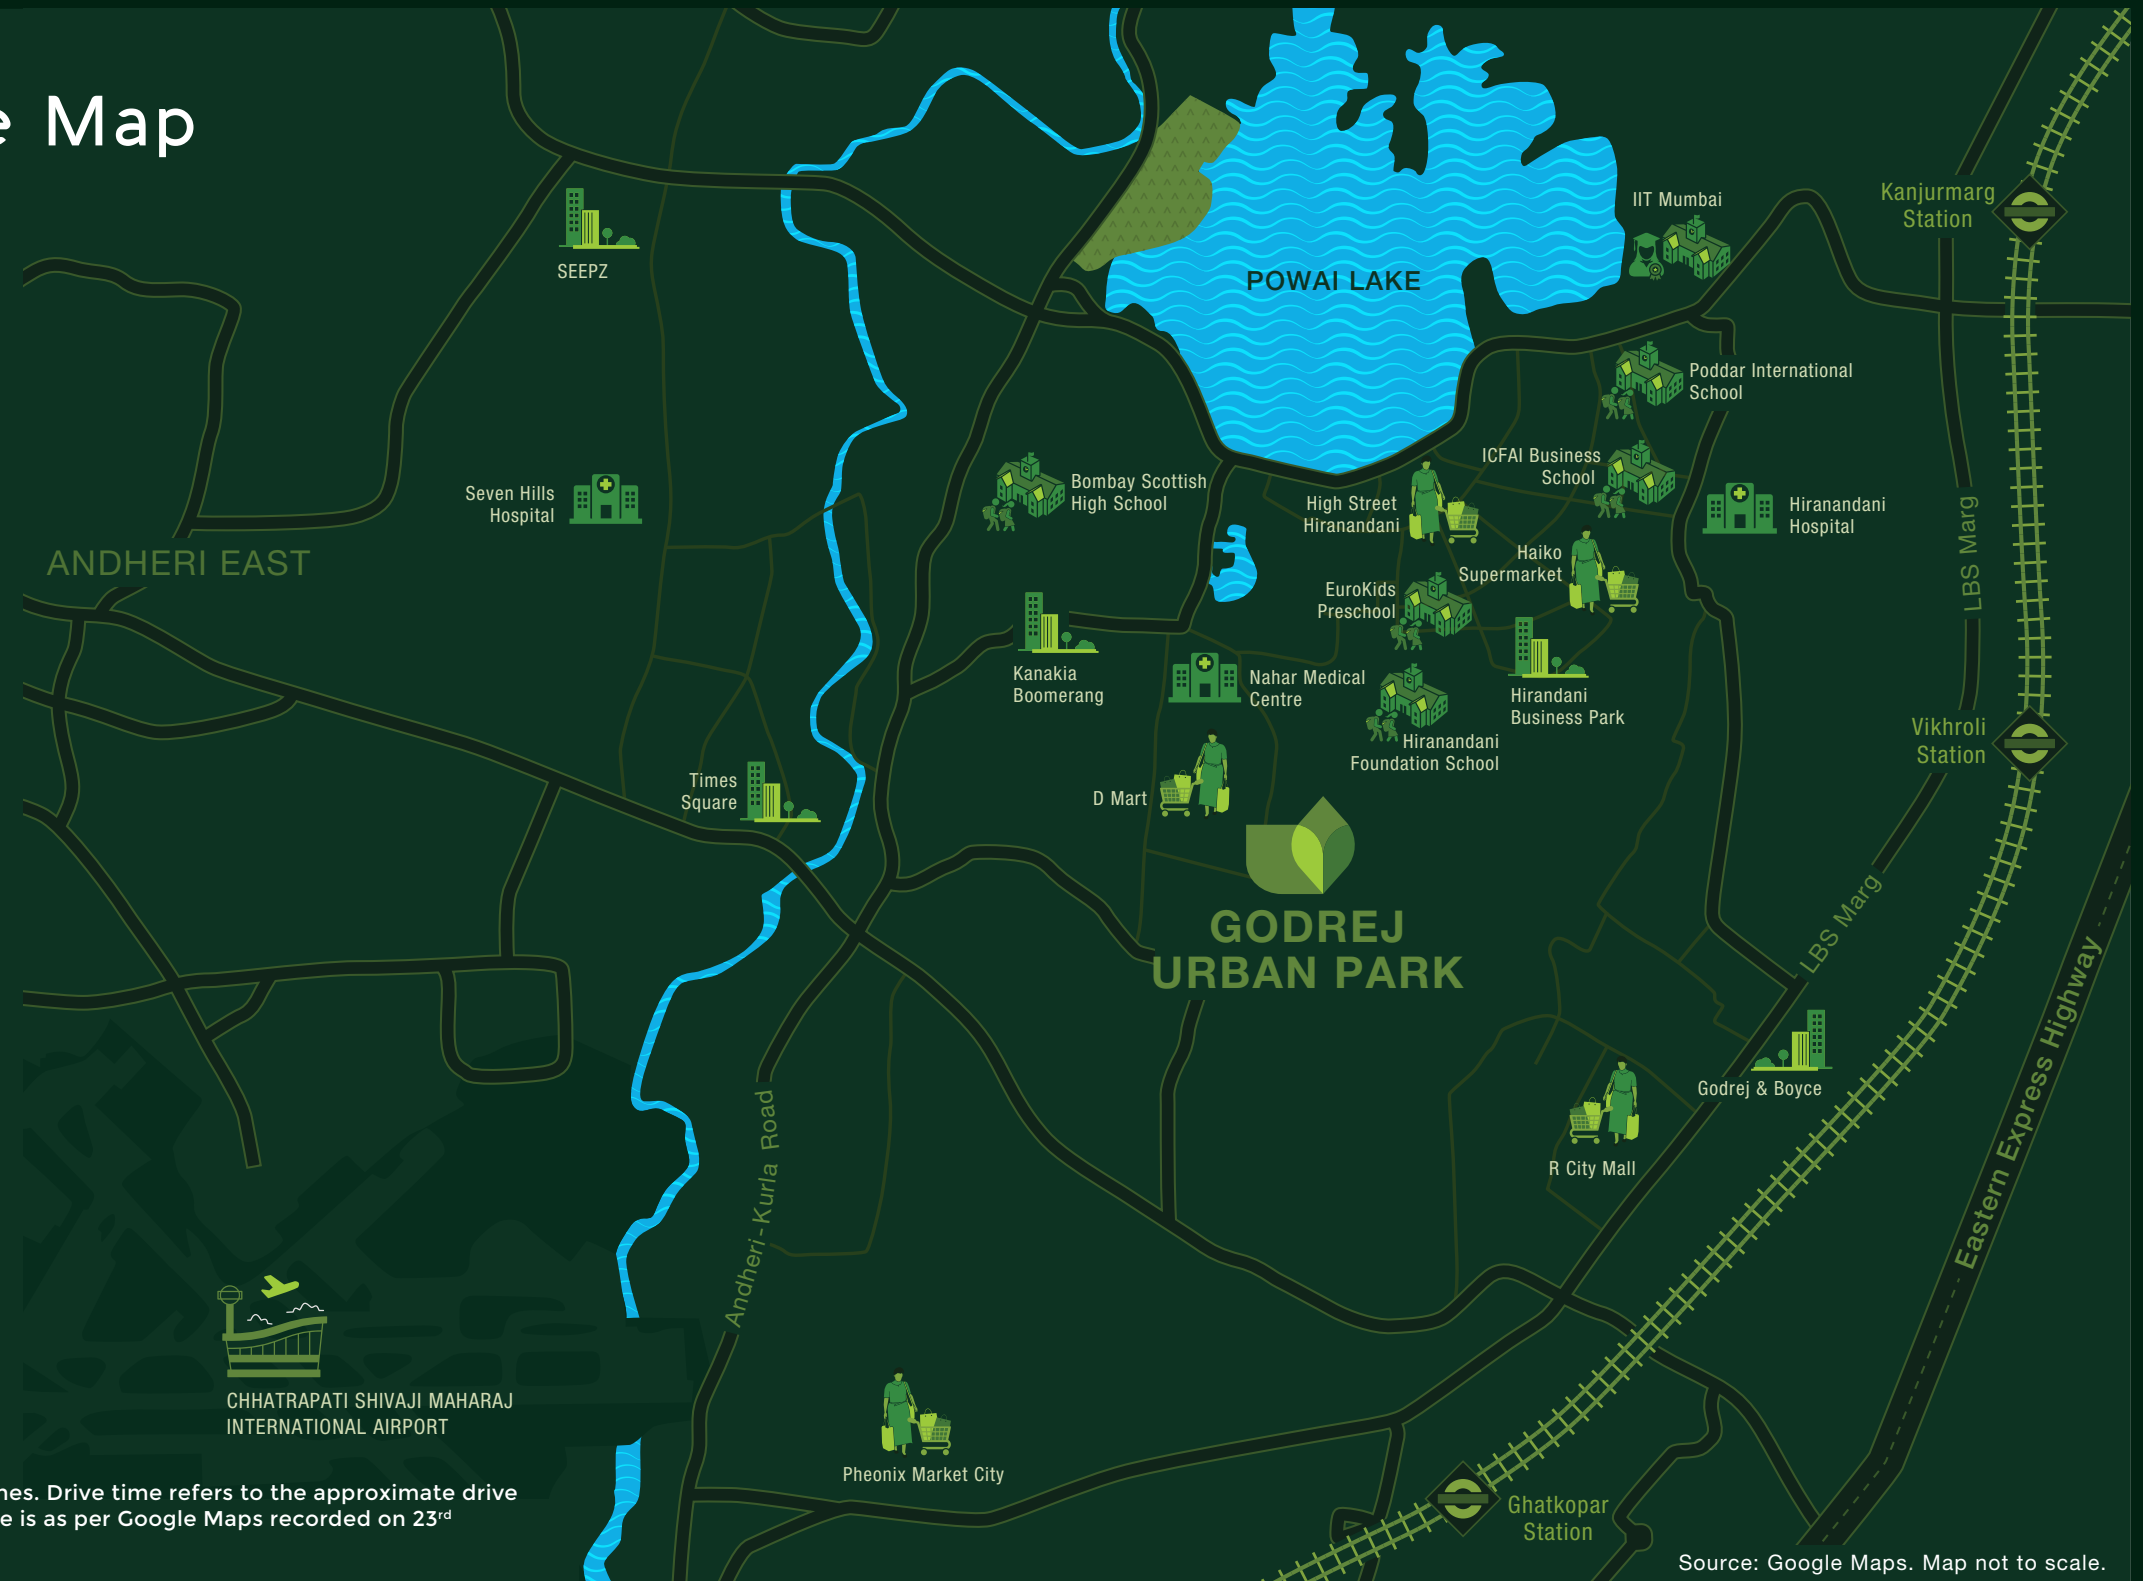 e Map
IIT Mumbai
Kanjurmarg
Station
SEEPZ
POWAI LAKE
Poddar International
School
ICFAI Business
School
Seven Hills
Hospital
Bombay Scottish
High School
High Street
Hiranandani
Hiranandani
Hospital
LBS Marg
ANDHERI EAST
Haiko
Supermarket
EuroKids
Preschool
Kanakia
Boomerang
Nahar Medical
Centre
Hirandani
Business Park
Hiranandani
Foundation School
Vikhroli
Station
Times
Square
D Mart
GODREJ
URBAN PARK
LBS Marg
Eastern Express Highway
Godrej & Boyce
R City Mall
Andheri-Kurla Road
CHHATRAPATI SHIVAJI MAHARAJ
INTERNATIONAL AIRPORT
Pheonix Market City
Ghatkopar
Station
nes. Drive time refers to the approximate drive
e is as per Google Maps recorded on 23rd
Source: Google Maps. Map not to scale.